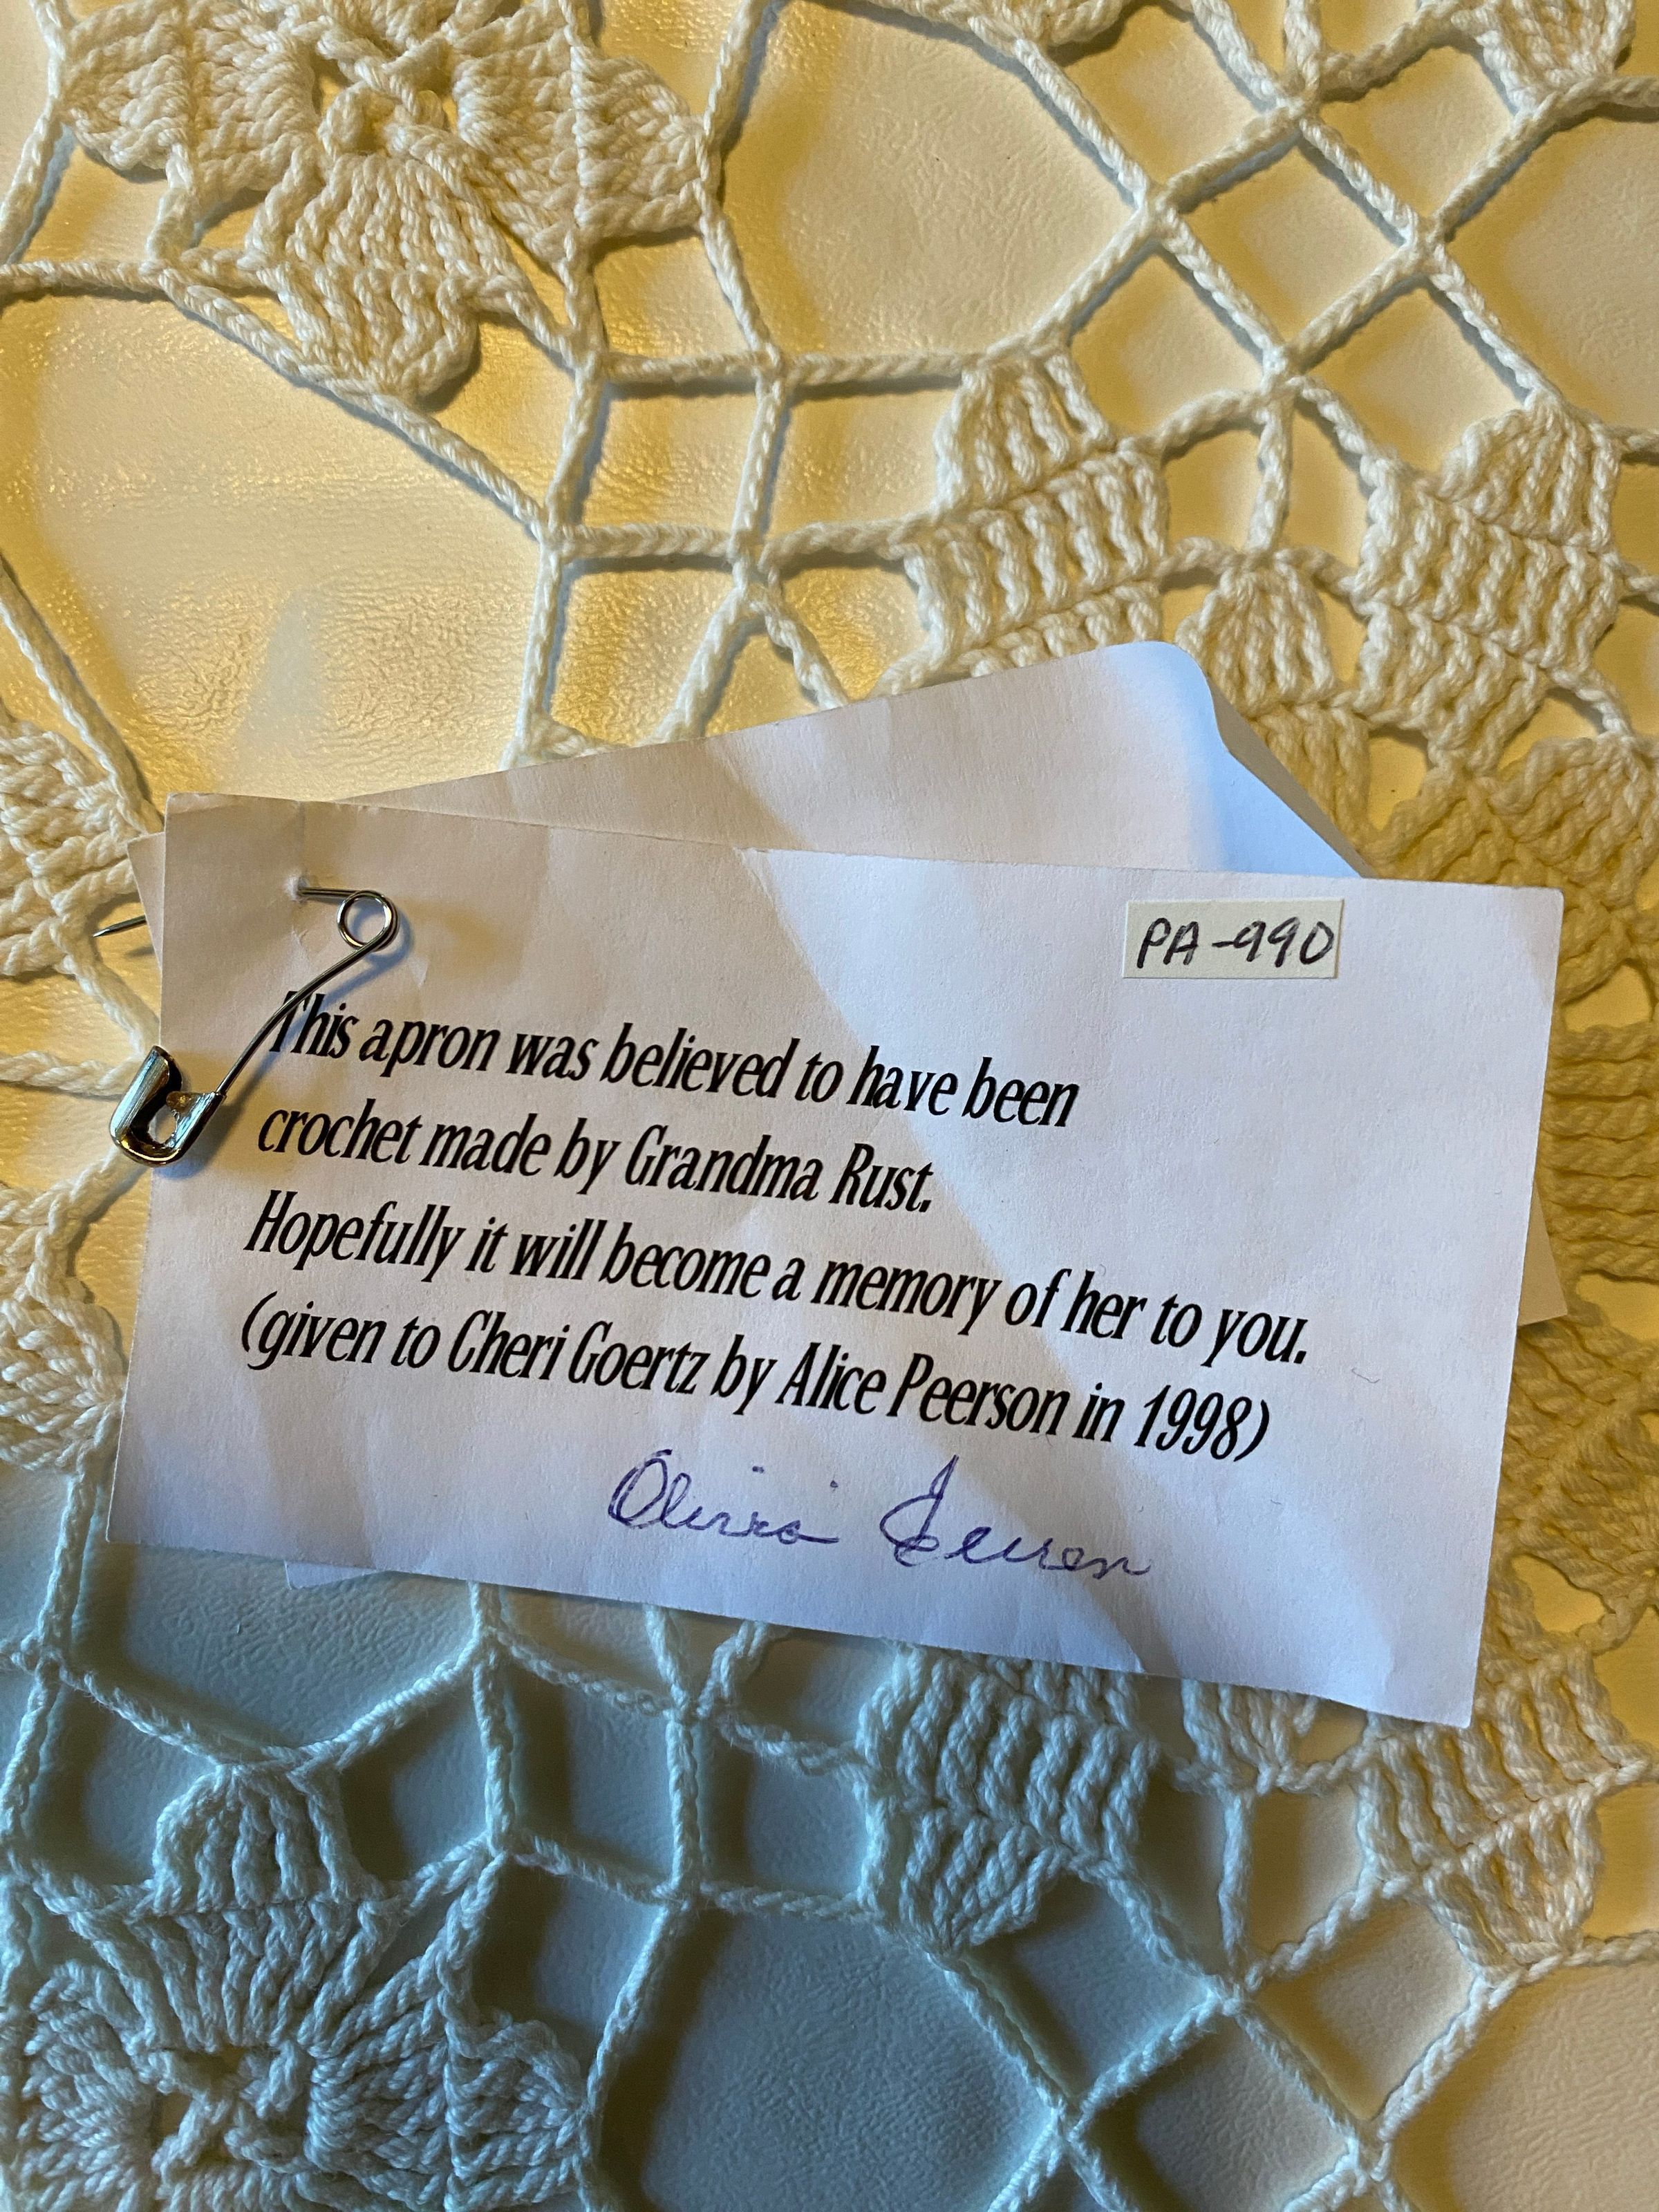 PA-990
This apron was believed to have been
crochet made by Grandma Rust.
Hopefully it will become a memory of her to you.
(given to Cheri Goertz by Alice Peerson in 1998)